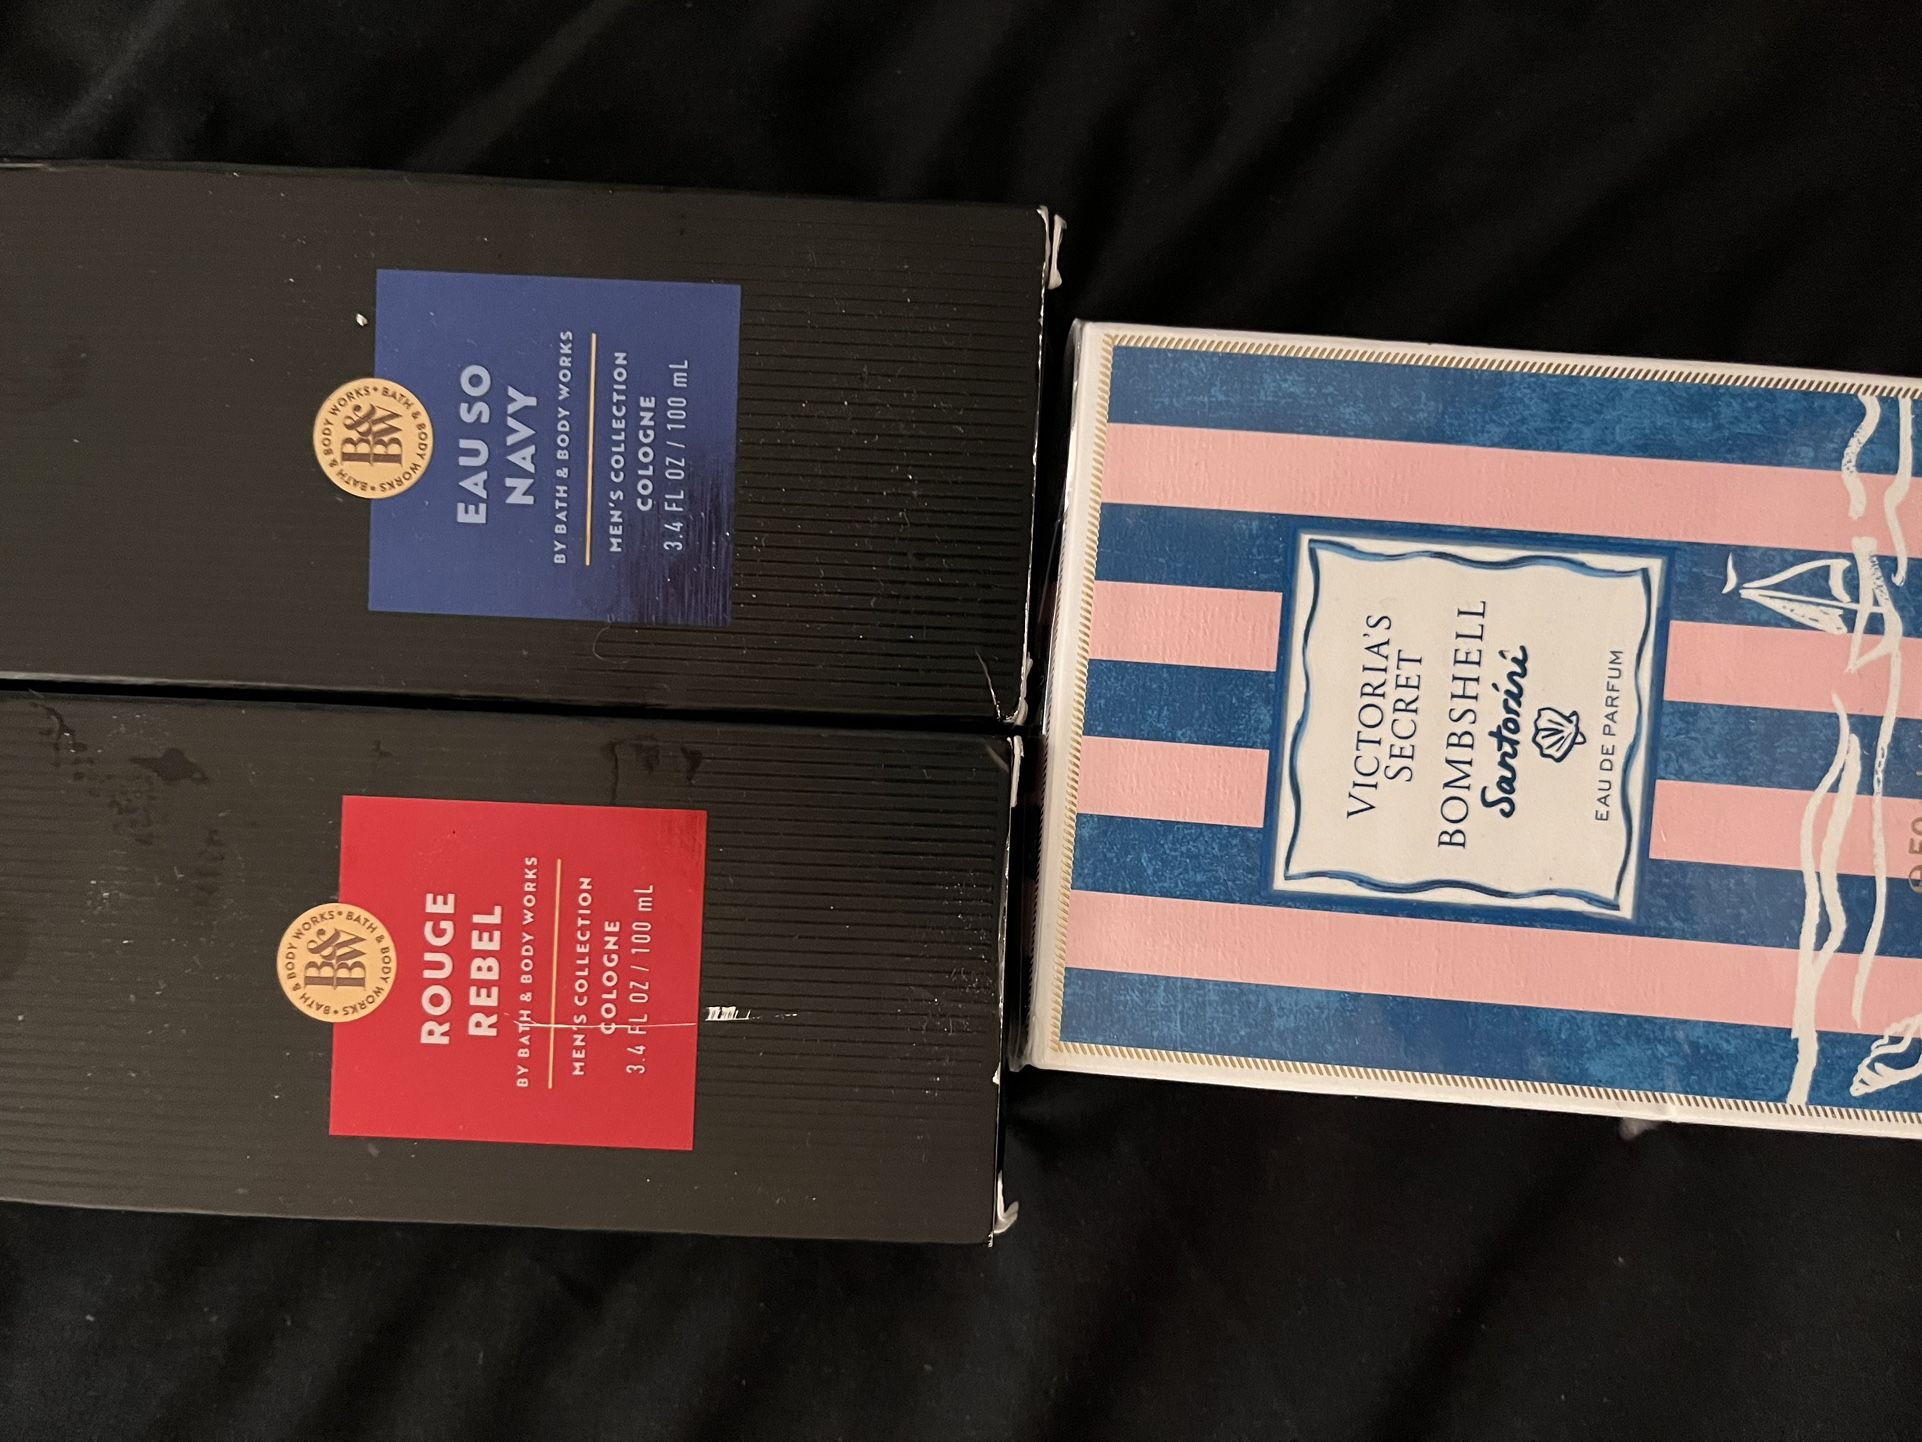 BATH & BODY WORKS • BATH & BODY WORKS •
B&
BW
EAU SO
NAVY
BY BATH & BODY WORKS
MEN'S COLLECTION
COLOGNE
3.4 FL OZ / 100 mL
BATH & BODY WORKS • BATH & BODY WORKS •
B&
BW
ROUGE
REBEL
BY BATH & BODY WORKS
MEN'S COLLECTION
COLOGNE
3.4 FL OZ / 100 mL
VICTORIA'S
SECRET
BOMBSHELL
Santorini
EAU DE PARFUM